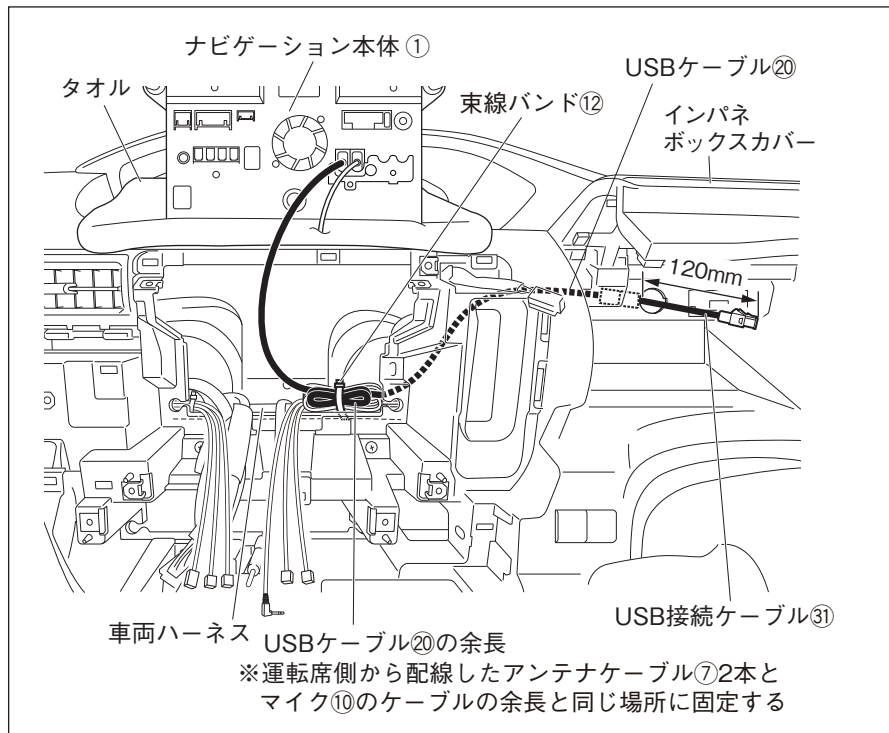 ナビゲーション本体①
タオル
束線バンド⑫
USBケーブル⑳
インパネ
ボックスカバー
120mm
車両ハーネス
USBケーブル⑳の余長
USB接続ケーブル㉛
※運転席側から配線したアンテナケーブル⑦2本と
マイク⑩のケーブルの余長と同じ場所に固定する